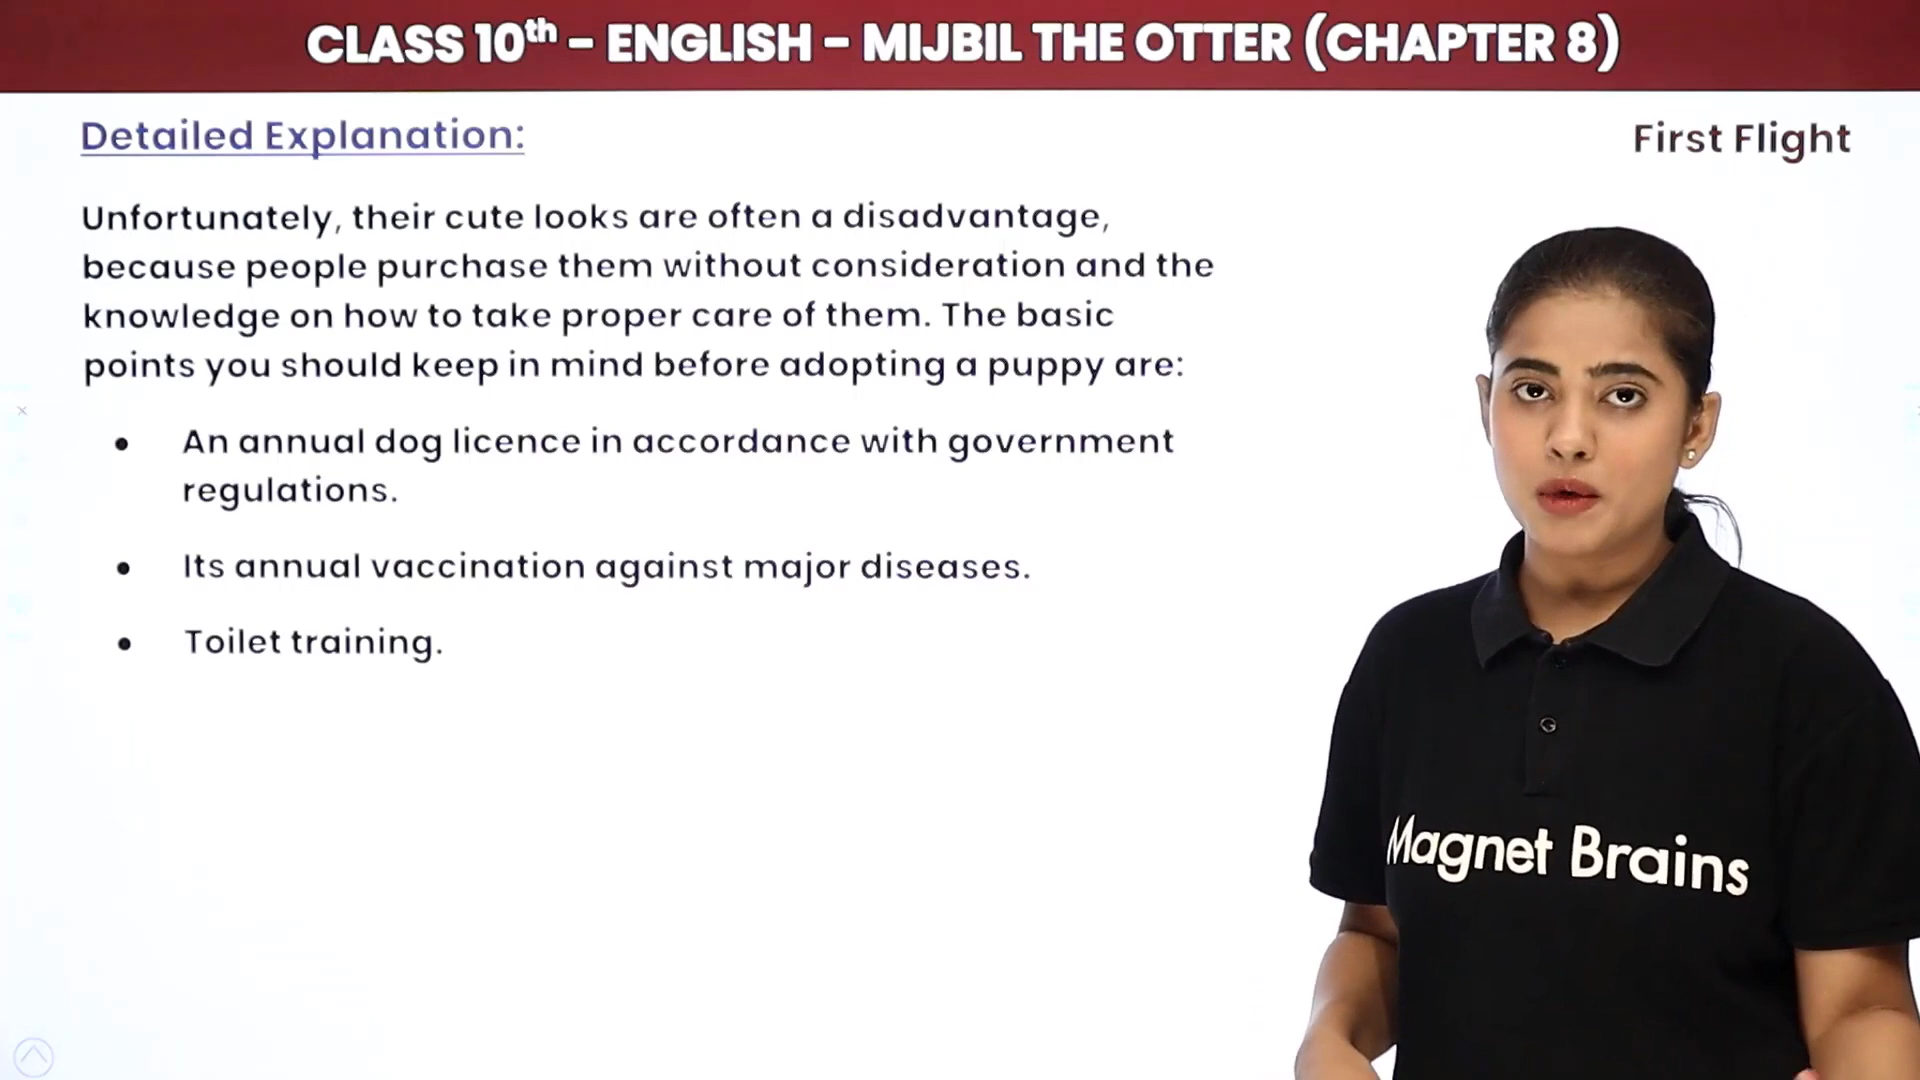 CLASS 10th - ENGLISH - MIJBIL THE OTTER (CHAPTER 8)
Detailed Explanation:
First Flight
Unfortunately, their cute looks are often a disadvantage,
because people purchase them without consideration and the
knowledge on how to take proper care of them. The basic
points you should keep in mind before adopting a puppy are:
• An annual dog licence in accordance with government
regulations.
• Its annual vaccination against major diseases.
• Toilet training.
Magnet Brains